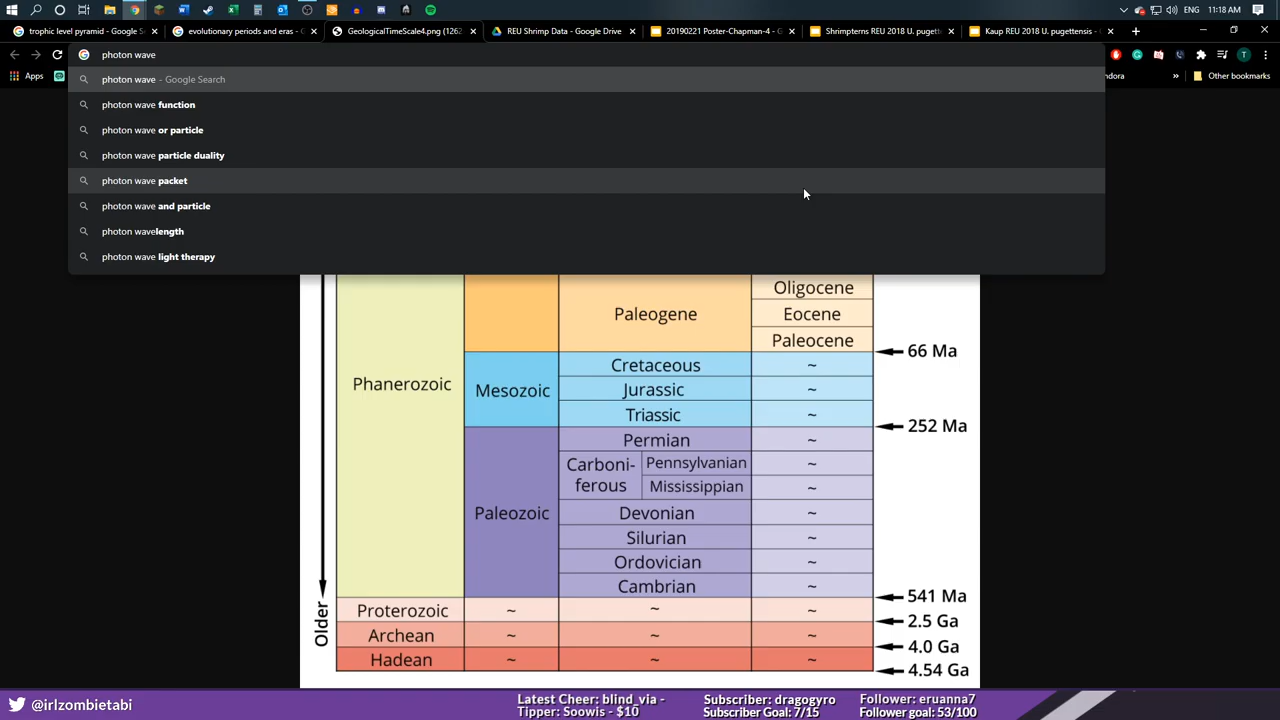 ENG 11:18 AM
trophic level pyramid - Google S
evolutionary periods and eras -
GeologicalTimeScale4.png (1262
REU Shrimp Data - Google Drive
20190221 Poster-Chapman-4 - G
Shrimpterns REU 2018 U. pugett
Kaup REU 2018 U. pugettensis -
photon wave
Apps
ndora
»
Other bookmarks
photon wave - Google Search
photon wave function
photon wave or particle
photon wave particle duality
photon wave packet
photon wave and particle
photon wavelength
photon wave light therapy
Oligocene
Paleogene
Eocene
Paleocene
66 Ma
Phanerozoic
Mesozoic
Cretaceous ~
Jurassic ~
Triassic ~
252 Ma
Paleozoic
Permian ~
Carboni-
ferous
Pennsylvanian ~
Mississippian ~
Devonian ~
Silurian ~
Ordovician ~
Cambrian ~
541 Ma
Older
Proterozoic ~ ~ ~
2.5 Ga
Archean ~ ~ ~
4.0 Ga
Hadean ~ ~ ~
4.54 Ga
@irlzombietabi
Latest Cheer: blind_via -
Tipper: Soowis - $10
Subscriber: dragogyro
Subscriber Goal: 7/15
Follower: eruanna7
Follower goal: 53/100